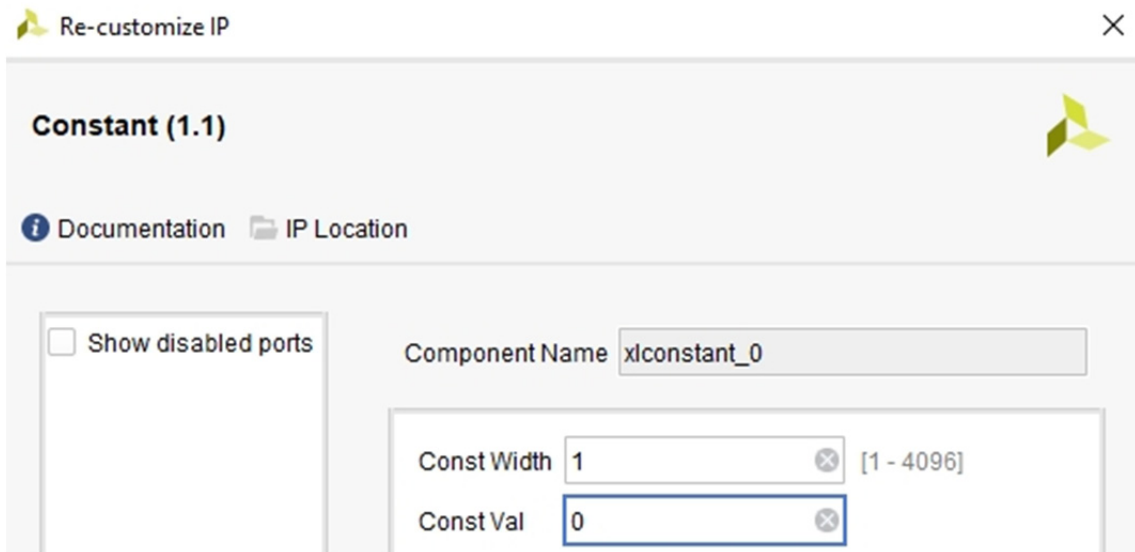 Re-customize IP
Constant (1.1)
Documentation IP Location
Show disabled ports
Component Name xlconstant_0
Const Width 1 [1 - 4096]
Const Val 0